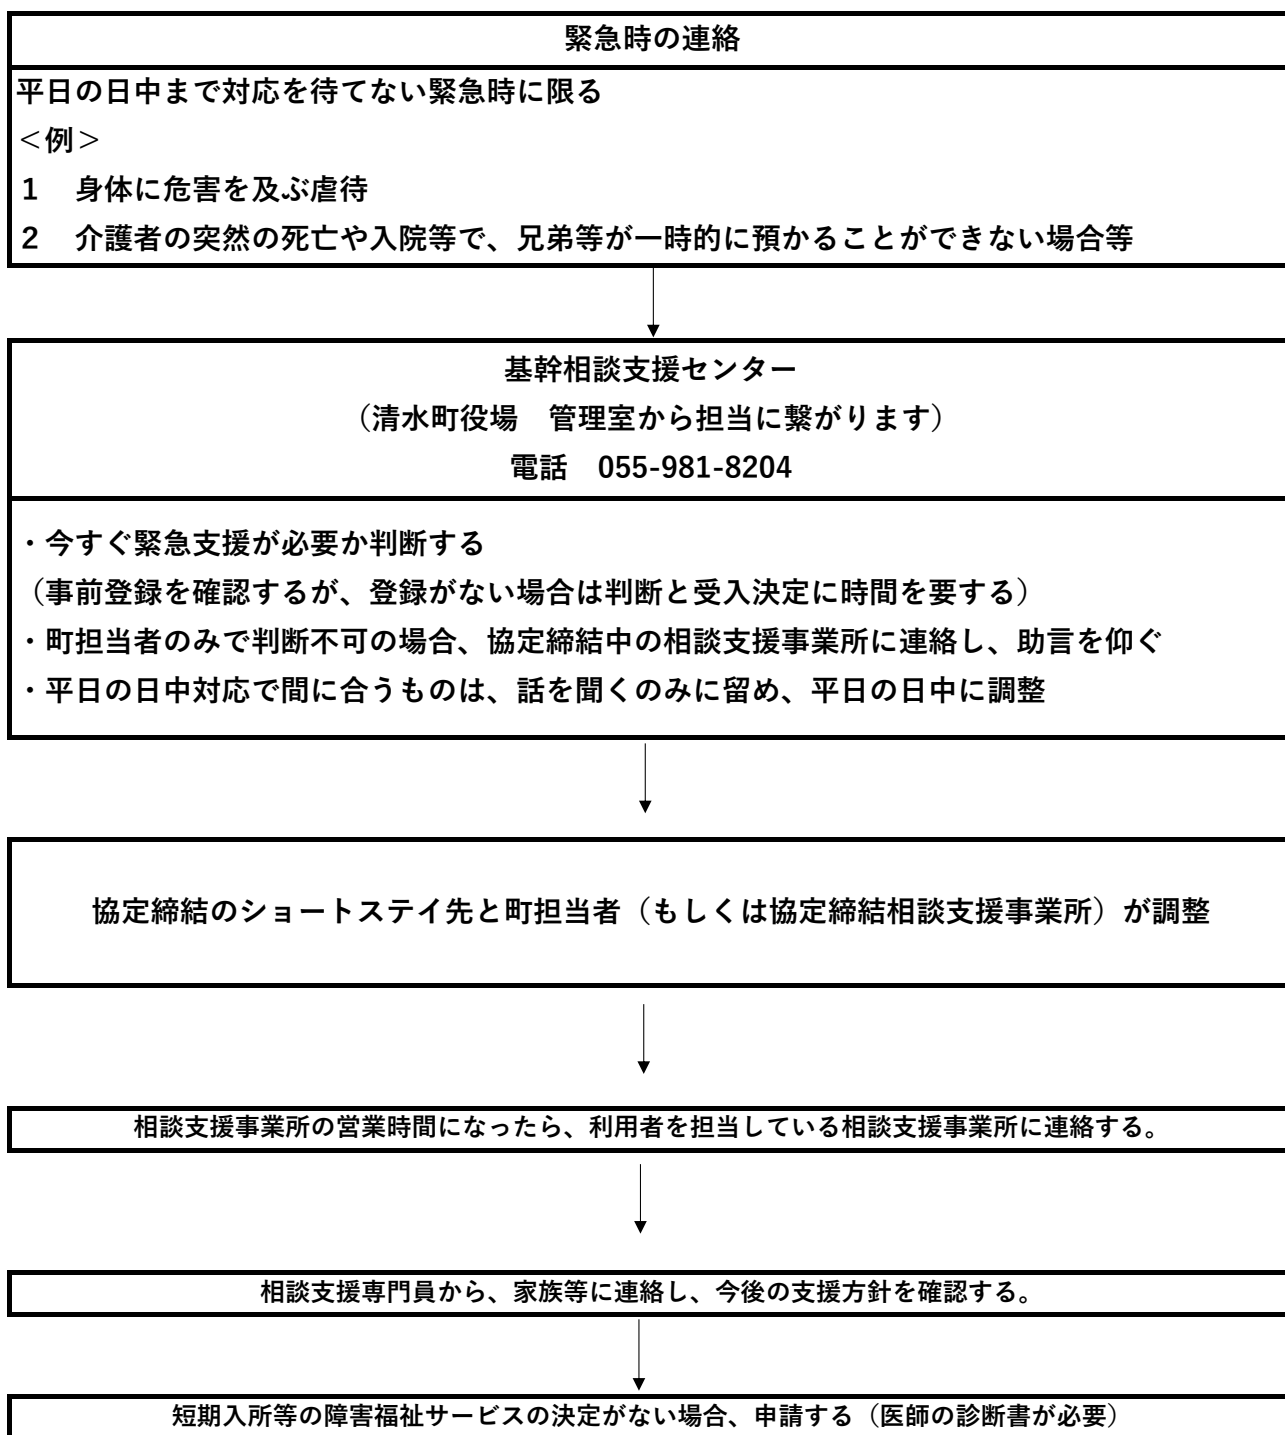 緊急時の連絡
平日の日中まで対応を待てない緊急時に限る
＜例＞
１　身体に危害を及ぶ虐待
２　介護者の突然の死亡や入院等で、兄弟等が一時的に預かることができない場合等
基幹相談支援センター
（清水町役場　管理室から担当に繋がります）
電話　055-981-8204
・今すぐ緊急支援が必要か判断する
（事前登録を確認するが、登録がない場合は判断と受入決定に時間を要する）
・町担当者のみで判断不可の場合、協定締結中の相談支援事業所に連絡し、助言を仰ぐ
・平日の日中対応で間に合うものは、話を聞くのみに留め、平日の日中に調整
協定締結のショートステイ先と町担当者（もしくは協定締結相談支援事業所）が調整
相談支援事業所の営業時間になったら、利用者を担当している相談支援事業所に連絡する。
相談支援専門員から、家族等に連絡し、今後の支援方針を確認する。
短期入所等の障害福祉サービスの決定がない場合、申請する（医師の診断書が必要）